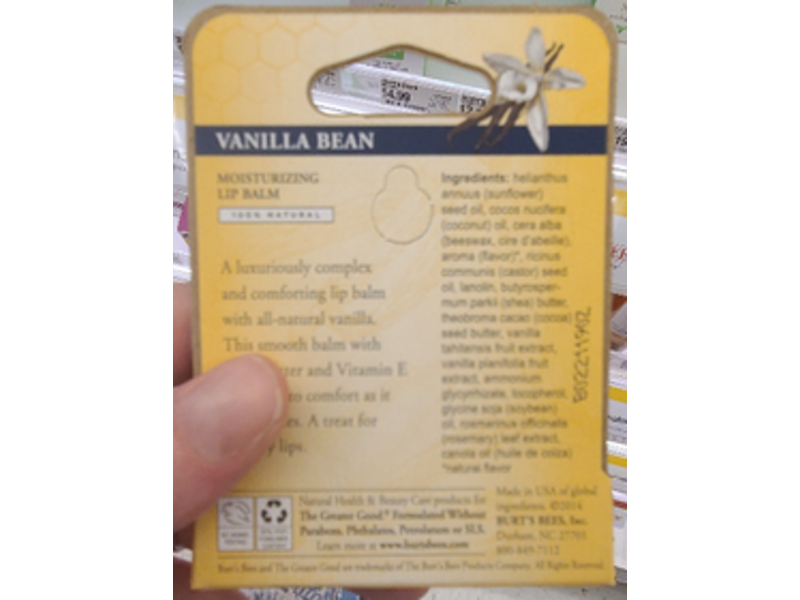 $4.99
VANILLA BEAN
MOISTURIZING
LIP BALM
100% NATURAL
A luxuriously complex
and comforting lip balm
with all-natural vanilla.
This smooth balm with
and Vitamin E
to comfort as it
A treat for
lips.
Ingredients: helianthus
annuus (sunflower)
seed oil, cocos nucifera
(coconut) oil, cera alba
(beeswax, cire d'abeille),
aroma (flavor)*, ricinus
communis (castor) seed
oil, lanolin, butyrosper-
mum parkii (shea) butter,
theobroma cacao (cocoa)
seed butter, vanilla
tahitensis fruit extract,
vanilla planifolia fruit
extract, ammonium
glycyrrhizate, tocopherol,
glycine soja (soybean)
oil, rosmarinus officinalis
(rosemary) leaf extract,
canola oil (huile de colza)
*natural flavor
Natural Health & Beauty Care products for
The Greater Good.® Formulated Without
Parabens, Phthalates, Petrolatum or SLS.
Learn more at www.burtsbees.com
Made in USA of global
ingredients. ©2014
BURT'S BEES, Inc.
Durham, NC 27701
800-849-7112
Burt's Bees and The Greater Good are trademarks of The Burt's Bees Products Company. All Rights Reserved.